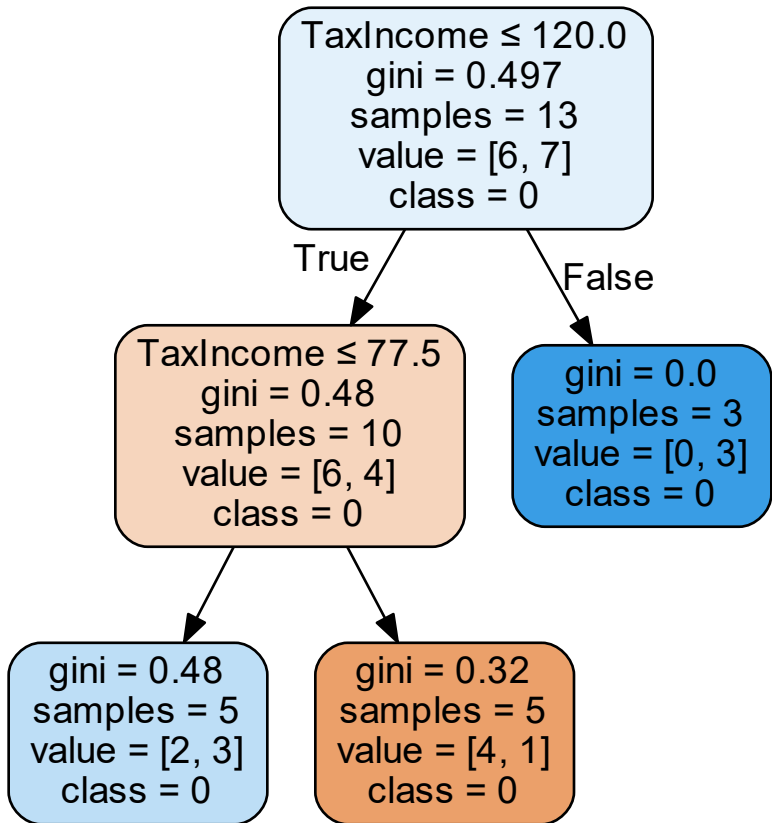 TaxIncome ≤ 120.0
gini = 0.497
samples = 13
value = [6, 7]
class = 0
True
False
TaxIncome ≤ 77.5
gini = 0.48
samples = 10
value = [6, 4]
class = 0
gini = 0.0
samples = 3
value = [0, 3]
class = 0
gini = 0.48
samples = 5
value = [2, 3]
class = 0
gini = 0.32
samples = 5
value = [4, 1]
class = 0